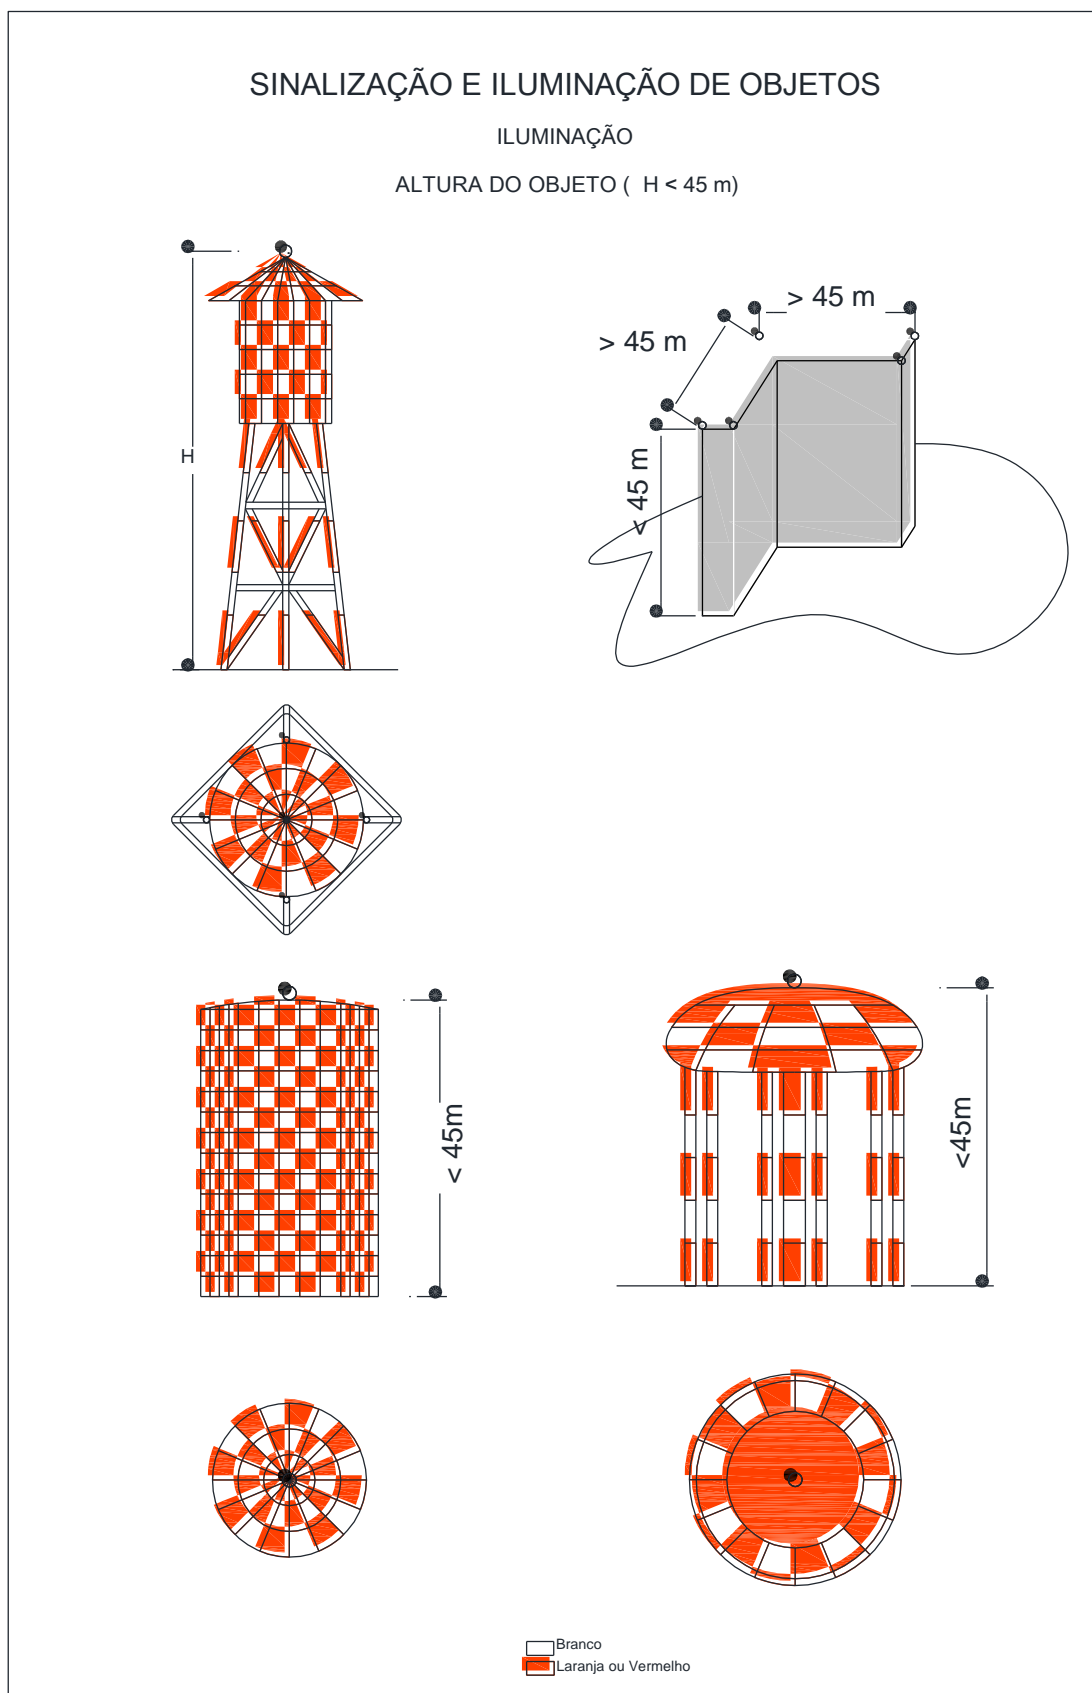 SINALIZAÇÃO E ILUMINAÇÃO DE OBJETOS
ILUMINAÇÃO
ALTURA DO OBJETO ( H < 45 m)
> 45 m
> 45 m
H
< 45 m
< 45m
<45m
Branco
Laranja ou Vermelho